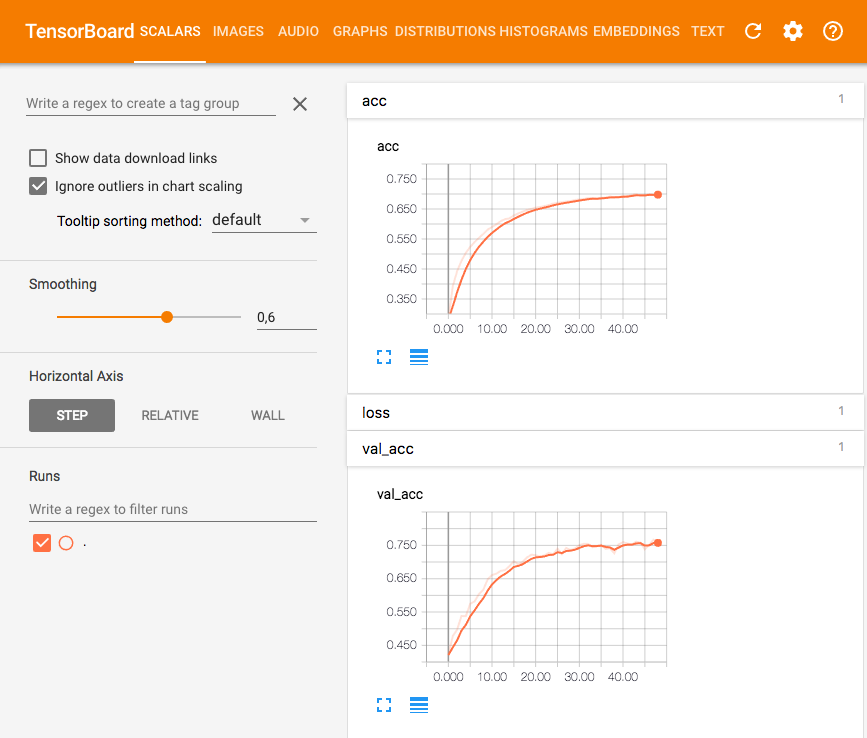 TensorBoard SCALARS IMAGES AUDIO GRAPHS DISTRIBUTIONS HISTOGRAMS EMBEDDINGS TEXT
Write a regex to create a tag group
Show data download links
Ignore outliers in chart scaling
Tooltip sorting method: default
Smoothing
0,6
Horizontal Axis
STEP RELATIVE WALL
Runs
Write a regex to filter runs
.
acc 1
acc
0.750
0.650
0.550
0.450
0.350
0.000 10.00 20.00 30.00 40.00
loss 1
val_acc 1
val_acc
0.750
0.650
0.550
0.450
0.000 10.00 20.00 30.00 40.00